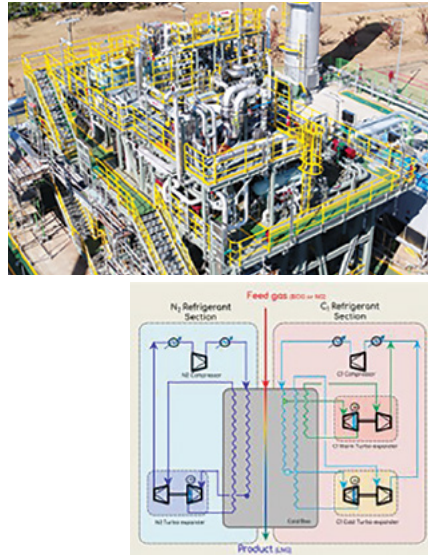 Feed gas (BOG or NG)
N₂ Refrigerant
Section
C₁ Refrigerant
Section
N2 Compressor
C1 Compressor
C1 Warm Turbo-expander
N2 Turbo-expander
Cold Box
C1 Cold Turbo-expander
Product (LNG)